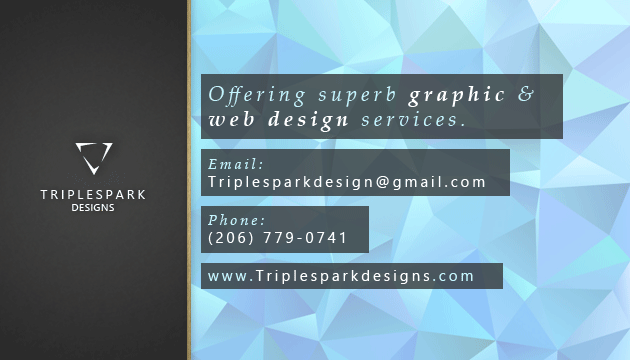 TRIPLESPARK
DESIGNS
Offering superb graphic &
web design services.
Email:
Triplesparkdesign@gmail.com
Phone:
(206) 779-0741
www.Triplesparkdesigns.com